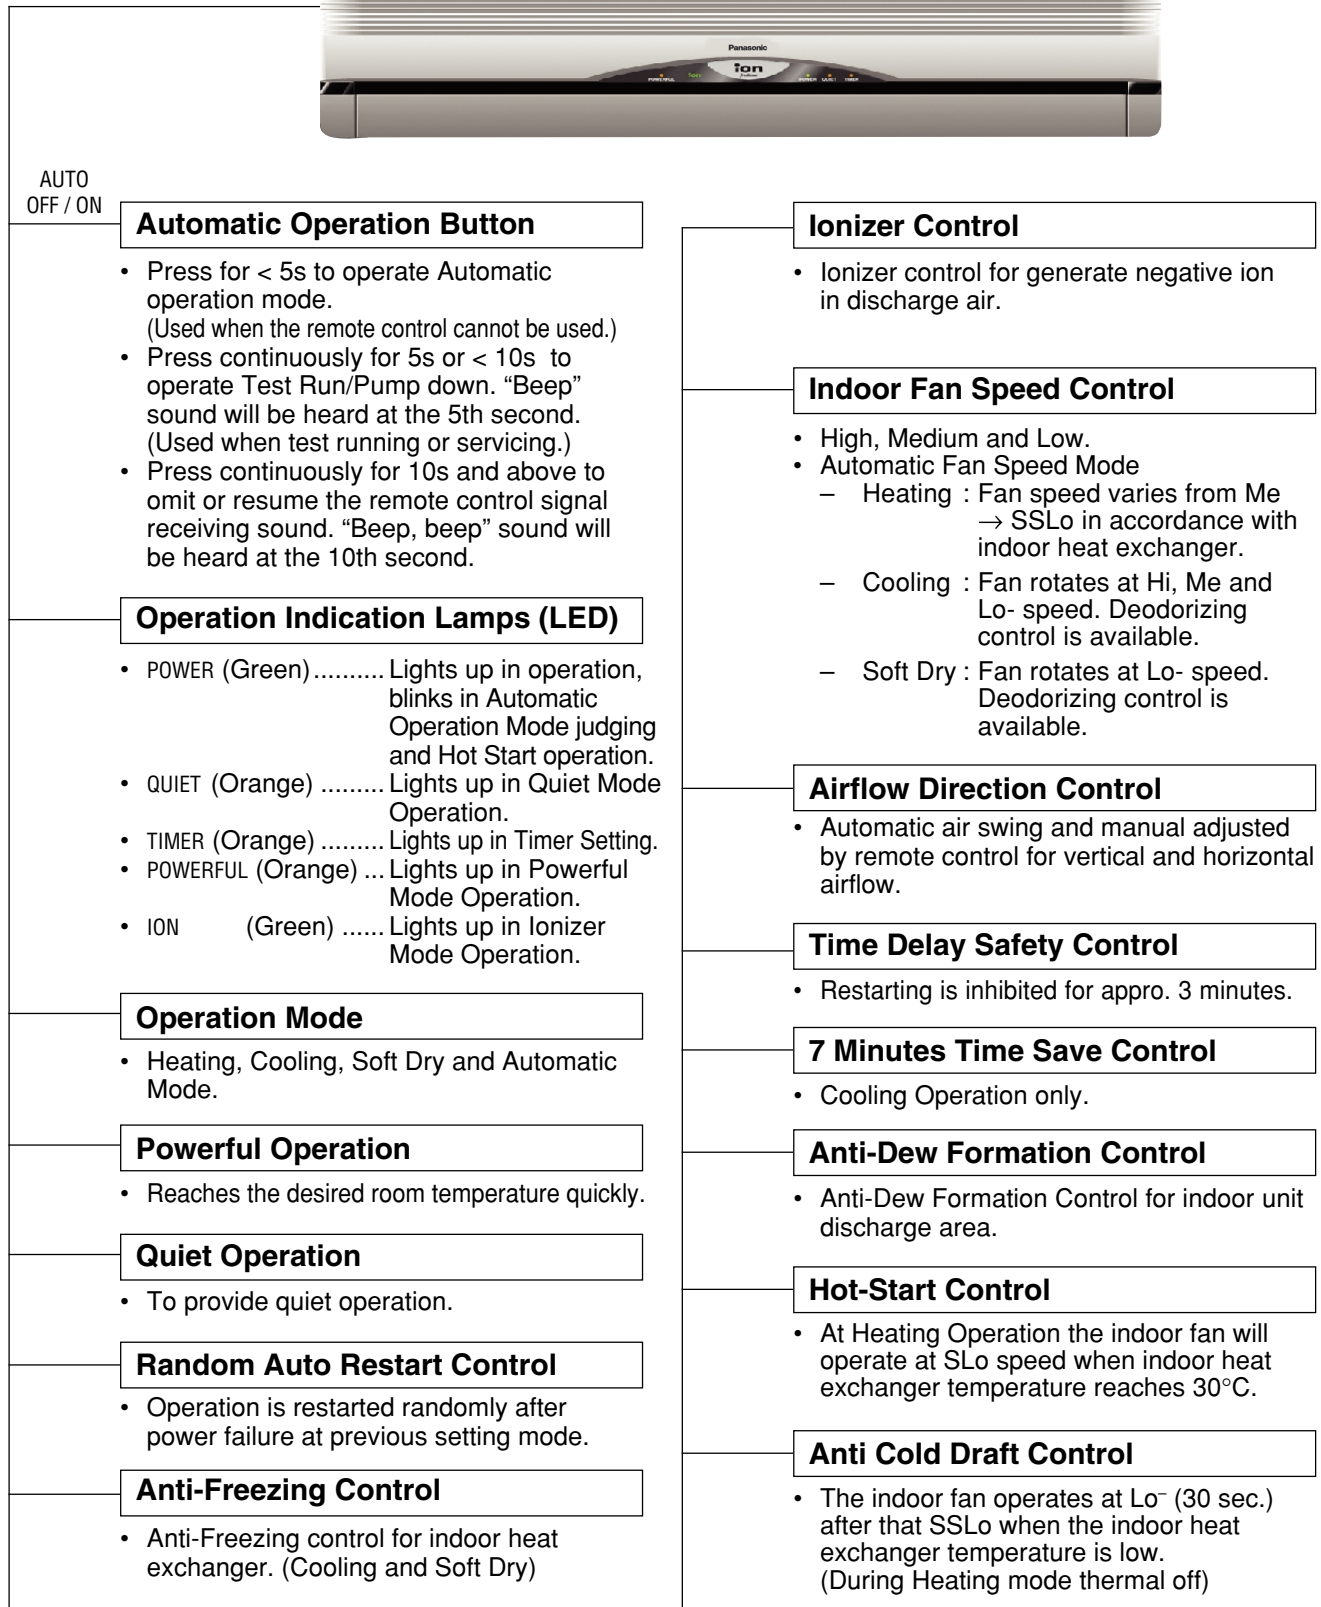 Panasonic
ion
POWERFUL
ion
POWER QUIET TIMER
AUTO
OFF / ON
Automatic Operation Button
• Press for < 5s to operate Automatic
operation mode.
(Used when the remote control cannot be used.)
• Press continuously for 5s or < 10s to
operate Test Run/Pump down. “Beep”
sound will be heard at the 5th second.
(Used when test running or servicing.)
• Press continuously for 10s and above to
omit or resume the remote control signal
receiving sound. “Beep, beep” sound will
be heard at the 10th second.
Operation Indication Lamps (LED)
• POWER (Green) .......... Lights up in operation,
blinks in Automatic
Operation Mode judging
and Hot Start operation.
• QUIET (Orange) ......... Lights up in Quiet Mode
Operation.
• TIMER (Orange) ......... Lights up in Timer Setting.
• POWERFUL (Orange) ... Lights up in Powerful
Mode Operation.
• ION (Green) ...... Lights up in Ionizer
Mode Operation.
Operation Mode
• Heating, Cooling, Soft Dry and Automatic
Mode.
Powerful Operation
• Reaches the desired room temperature quickly.
Quiet Operation
• To provide quiet operation.
Random Auto Restart Control
• Operation is restarted randomly after
power failure at previous setting mode.
Anti-Freezing Control
• Anti-Freezing control for indoor heat
exchanger. (Cooling and Soft Dry)
Ionizer Control
• Ionizer control for generate negative ion
in discharge air.
Indoor Fan Speed Control
• High, Medium and Low.
• Automatic Fan Speed Mode
– Heating : Fan speed varies from Me
→ SSLo in accordance with
indoor heat exchanger.
– Cooling : Fan rotates at Hi, Me and
Lo- speed. Deodorizing
control is available.
– Soft Dry : Fan rotates at Lo- speed.
Deodorizing control is
available.
Airflow Direction Control
• Automatic air swing and manual adjusted
by remote control for vertical and horizontal
airflow.
Time Delay Safety Control
• Restarting is inhibited for appro. 3 minutes.
7 Minutes Time Save Control
• Cooling Operation only.
Anti-Dew Formation Control
• Anti-Dew Formation Control for indoor unit
discharge area.
Hot-Start Control
• At Heating Operation the indoor fan will
operate at SLo speed when indoor heat
exchanger temperature reaches 30°C.
Anti Cold Draft Control
• The indoor fan operates at Lo⁻ (30 sec.)
after that SSLo when the indoor heat
exchanger temperature is low.
(During Heating mode thermal off)